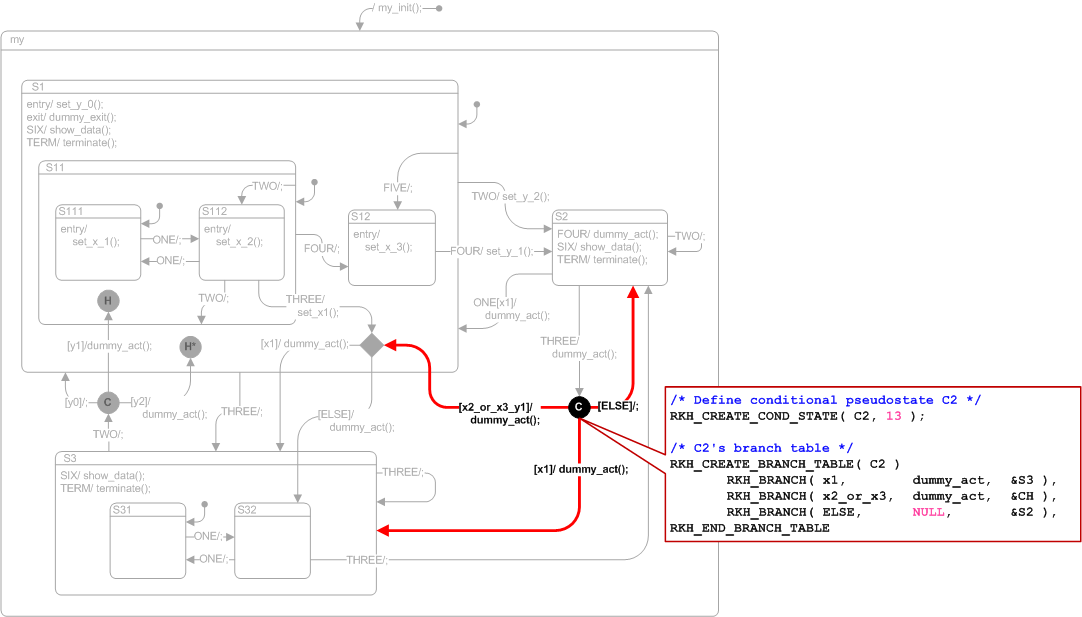 / my_init();
my
S1
entry/ set_y_0();
exit/ dummy_exit();
SIX/ show_data();
TERM/ terminate();
S11
TWO/;
S111
entry/
set_x_1();
ONE/;
ONE/;
S112
entry/
set_x_2();
FOUR/;
FIVE/;
S12
entry/
set_x_3();
TWO/ set_y_2();
FOUR/ set_y_1();
S2
FOUR/ dummy_act();
SIX/ show_data();
TERM/ terminate();
TWO/;
TWO/;
THREE/
set_x1();
ONE[x1]/
dummy_act();
H
[y1]/dummy_act();
H*
[x1]/ dummy_act();
THREE/
dummy_act();
[y0]/;
C
[y2]/
dummy_act();
TWO/;
THREE/;
[ELSE]/
dummy_act();
[x2_or_x3_y1]/
dummy_act();
C
[ELSE]/;
[x1]/ dummy_act();
S3
SIX/ show_data();
TERM/ terminate();
THREE/;
S31
ONE/;
ONE/;
S32
THREE/;
/* Define conditional pseudostate C2 */
RKH_CREATE_COND_STATE( C2, 13 );
/* C2's branch table */
RKH_CREATE_BRANCH_TABLE( C2 )
RKH_BRANCH( x1, dummy_act, &S3 ),
RKH_BRANCH( x2_or_x3, dummy_act, &CH ),
RKH_BRANCH( ELSE, NULL, &S2 ),
RKH_END_BRANCH_TABLE